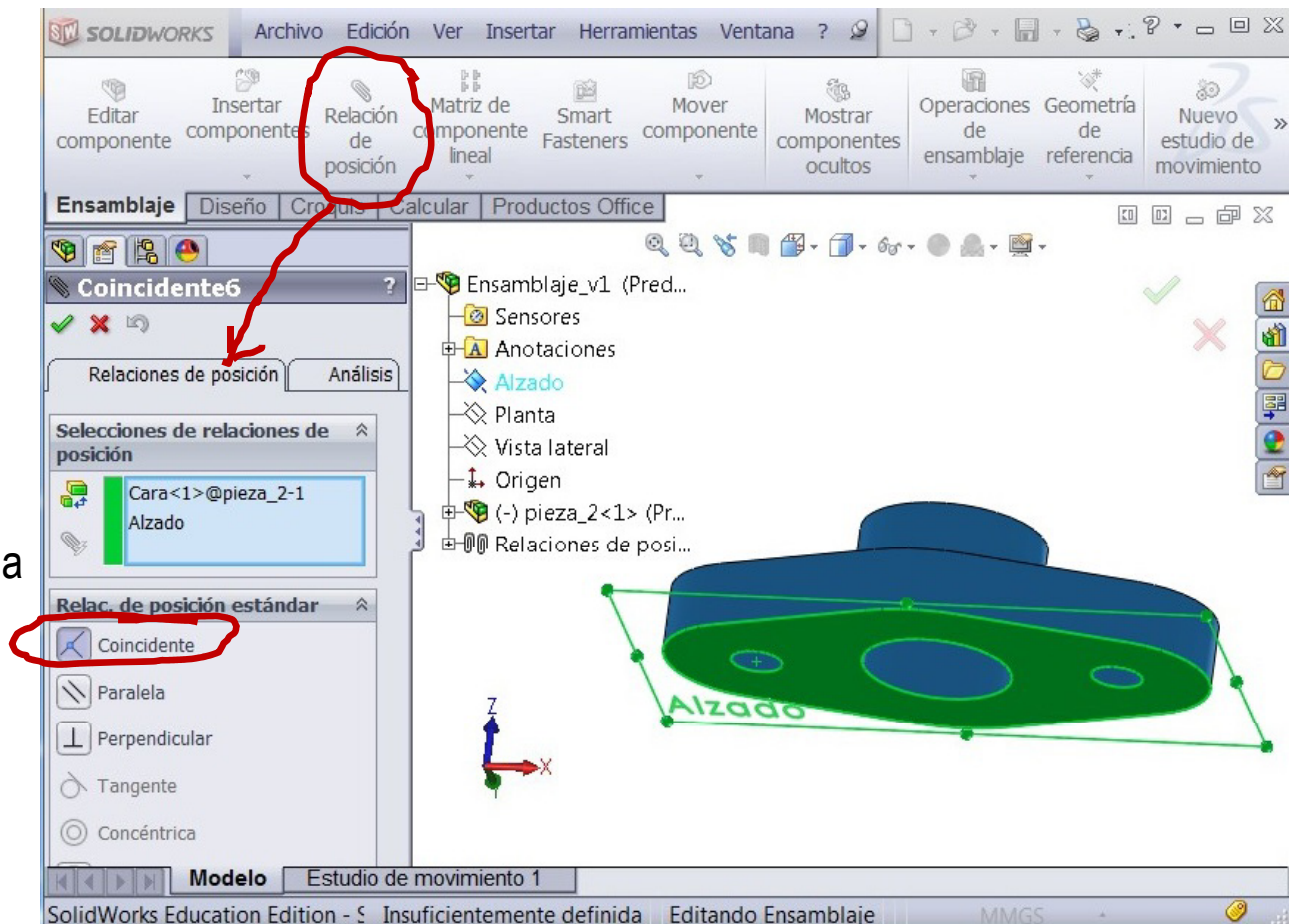 SOLIDWORKS Archivo Edición Ver Insertar Herramientas Ventana ? ?
Editar componente
Insertar componentes
Relación de posición
Matriz de componente lineal
Smart Fasteners
Mover componente
Mostrar componentes ocultos
Operaciones de ensamblaje
Geometría de referencia
Nuevo estudio de movimiento
»
Ensamblaje Diseño Croquis Calcular Productos Office
Coincidente6 ?
Relaciones de posición Análisis
Selecciones de relaciones de posición
Cara<1>@pieza_2-1
Alzado
a
Relac. de posición estándar
Coincidente
Paralela
Perpendicular
Tangente
Concéntrica
Ensamblaje_v1 (Pred...
Sensores
Anotaciones
Alzado
Planta
Vista lateral
Origen
(-) pieza_2<1> (Pr...
Relaciones de posi...
Alzado
Z
X
Modelo Estudio de movimiento 1
SolidWorks Education Edition - S Insuficientemente definida Editando Ensamblaje MMGS